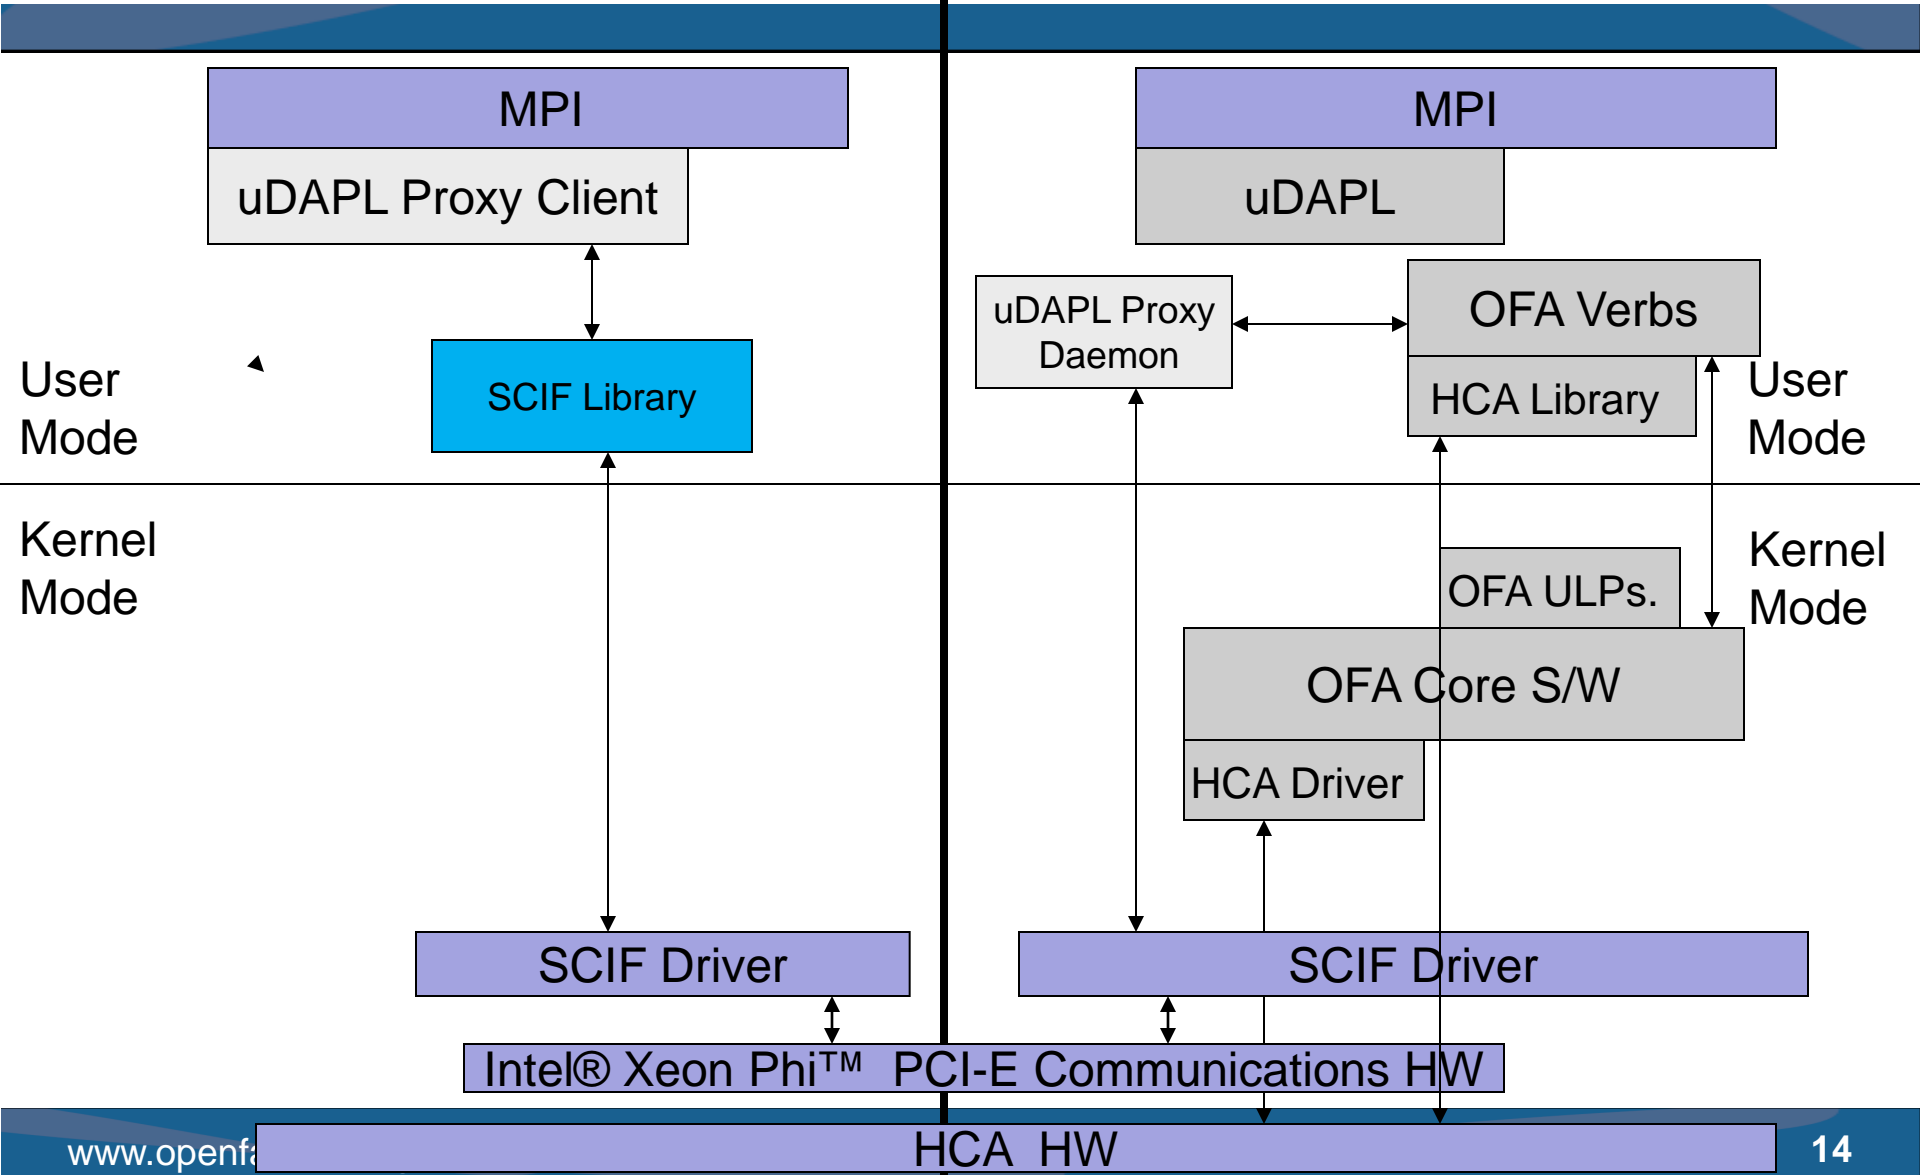 MPI
uDAPL Proxy Client
SCIF Library
User
Mode
Kernel
Mode
SCIF Driver
MPI
uDAPL
uDAPL Proxy
Daemon
OFA Verbs
HCA Library
User
Mode
Kernel
Mode
OFA ULPs.
OFA Core S/W
HCA Driver
SCIF Driver
Intel® Xeon Phi™ PCI-E Communications HW
HCA HW
14